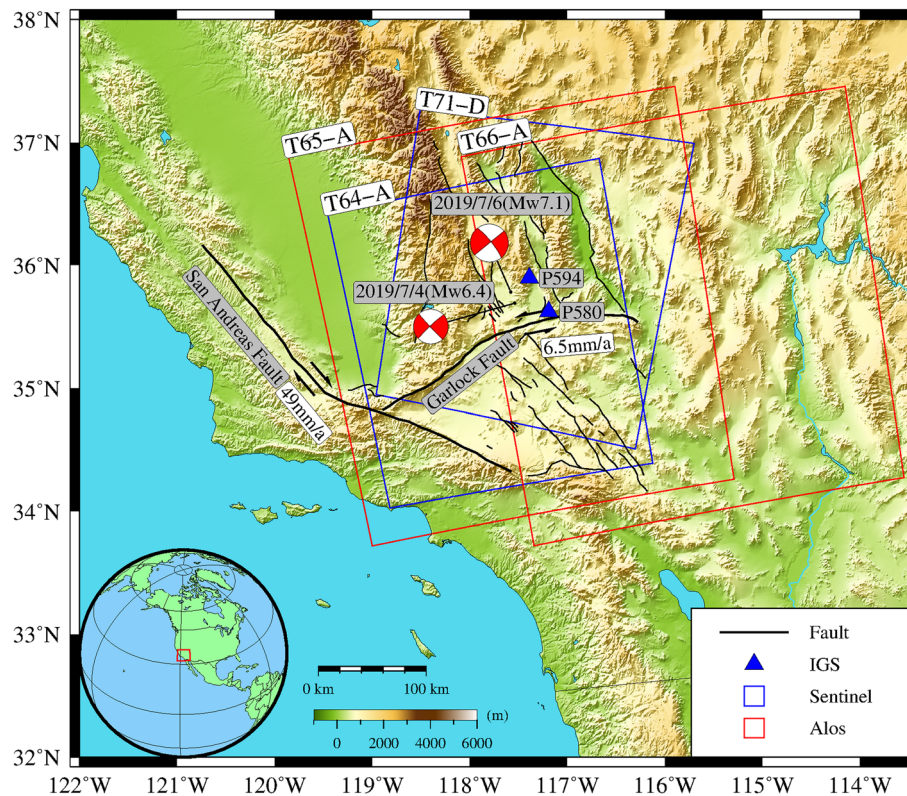 38°N
37°N
36°N
35°N
34°N
33°N
32°N
T71−D
T65−A
T66−A
T64−A
2019/7/6(Mw7.1)
P594
2019/7/4(Mw6.4)
P580
6.5mm/a
San Andreas Fault
Garlock Fault
49mm/a
0 km
100 km
(m)
0
2000
4000
6000
Fault
IGS
Sentinel
Alos
122°W
121°W
120°W
119°W
118°W
117°W
116°W
115°W
114°W